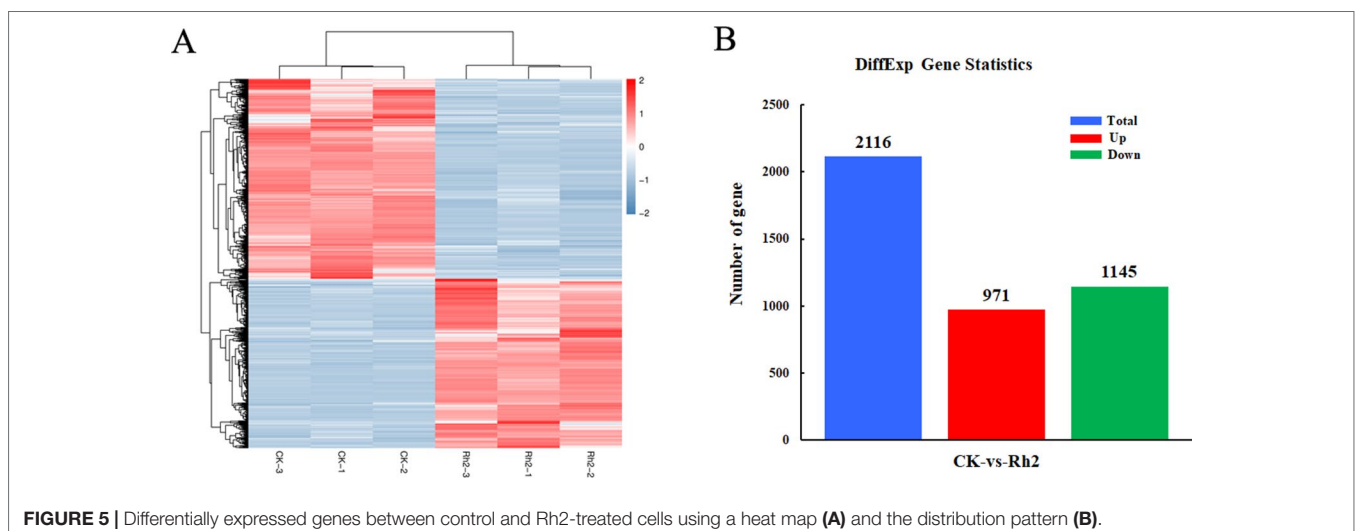 A
2
1
0
−1
−2
CK−3
CK−1
CK−2
Rh2−3
Rh2−1
Rh2−2
B
DiffExp Gene Statistics
2500
2000
1500
1000
500
0
Number of gene
Total
Up
Down
2116
971
1145
CK-vs-Rh2
FIGURE 5 | Differentially expressed genes between control and Rh2-treated cells using a heat map (A) and the distribution pattern (B).